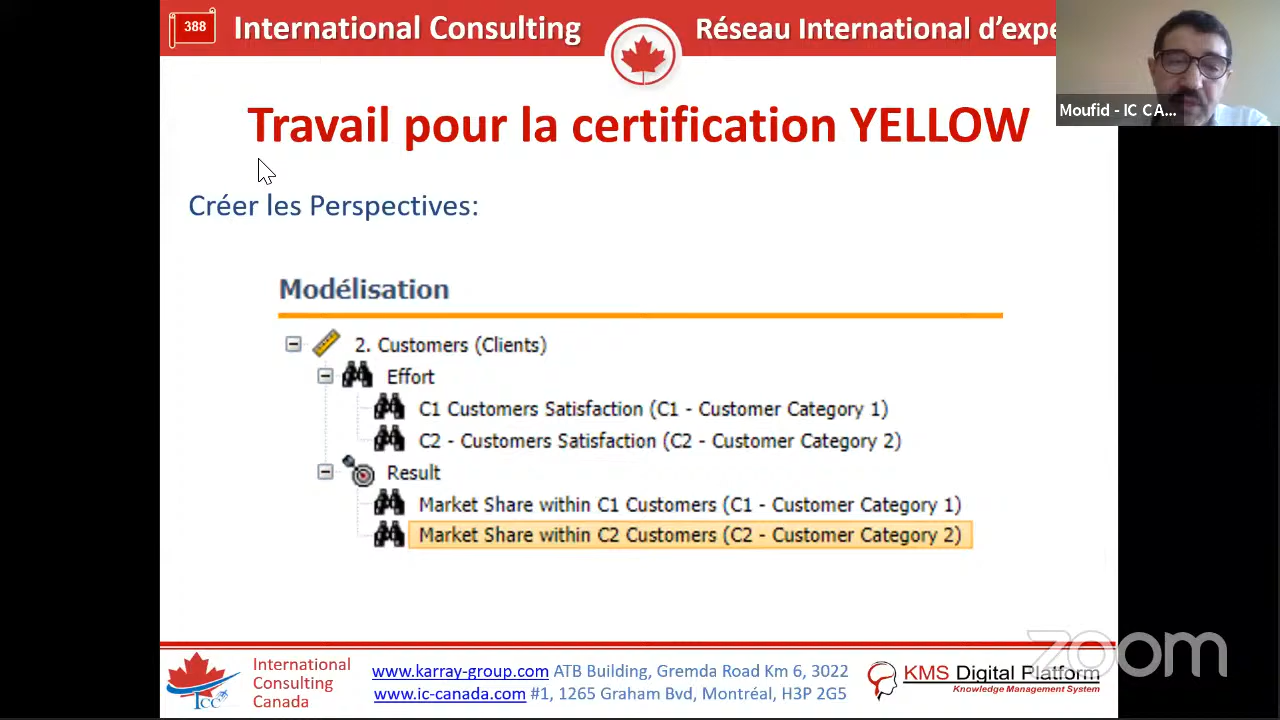 388
International Consulting
Réseau International d'expe
Moufid - IC CA...
Travail pour la certification YELLOW
Créer les Perspectives:
Modélisation
2. Customers (Clients)
Effort
C1 Customers Satisfaction (C1 - Customer Category 1)
C2 - Customers Satisfaction (C2 - Customer Category 2)
Result
Market Share within C1 Customers (C1 - Customer Category 1)
Market Share within C2 Customers (C2 - Customer Category 2)
zoom
International
Consulting
Canada
ICC
www.karray-group.com ATB Building, Gremda Road Km 6, 3022
www.ic-canada.com #1, 1265 Graham Bvd, Montréal, H3P 2G5
KMS Digital Platform
Knowledge Management System